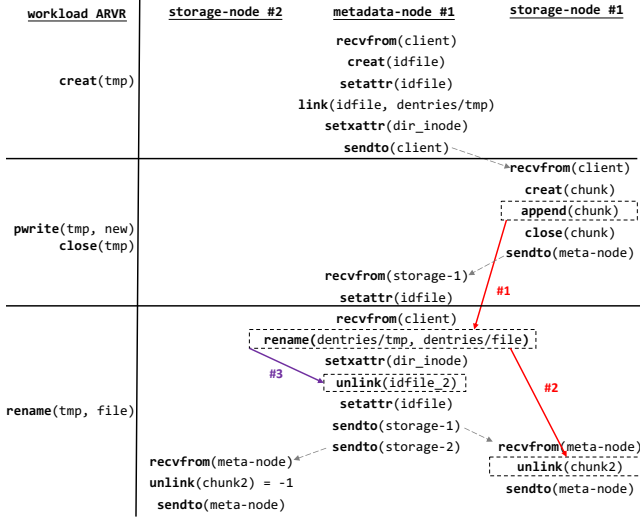 workload ARVR storage-node #2 metadata-node #1 storage-node #1
recvfrom(client)
creat(idfile)
creat(tmp) setattr(idfile)
link(idfile, dentries/tmp)
setxattr(dir_inode)
sendto(client)
recvfrom(client)
creat(chunk)
pwrite(tmp, new) append(chunk)
close(tmp) close(chunk)
sendto(meta-node)
recvfrom(storage-1) #1
setattr(idfile)
recvfrom(client)
rename(dentries/tmp, dentries/file)
setxattr(dir_inode)
#3 unlink(idfile_2) #2
rename(tmp, file) setattr(idfile)
sendto(storage-1)
sendto(storage-2) recvfrom(meta-node)
recvfrom(meta-node) unlink(chunk2)
unlink(chunk2) = -1 sendto(meta-node)
sendto(meta-node)